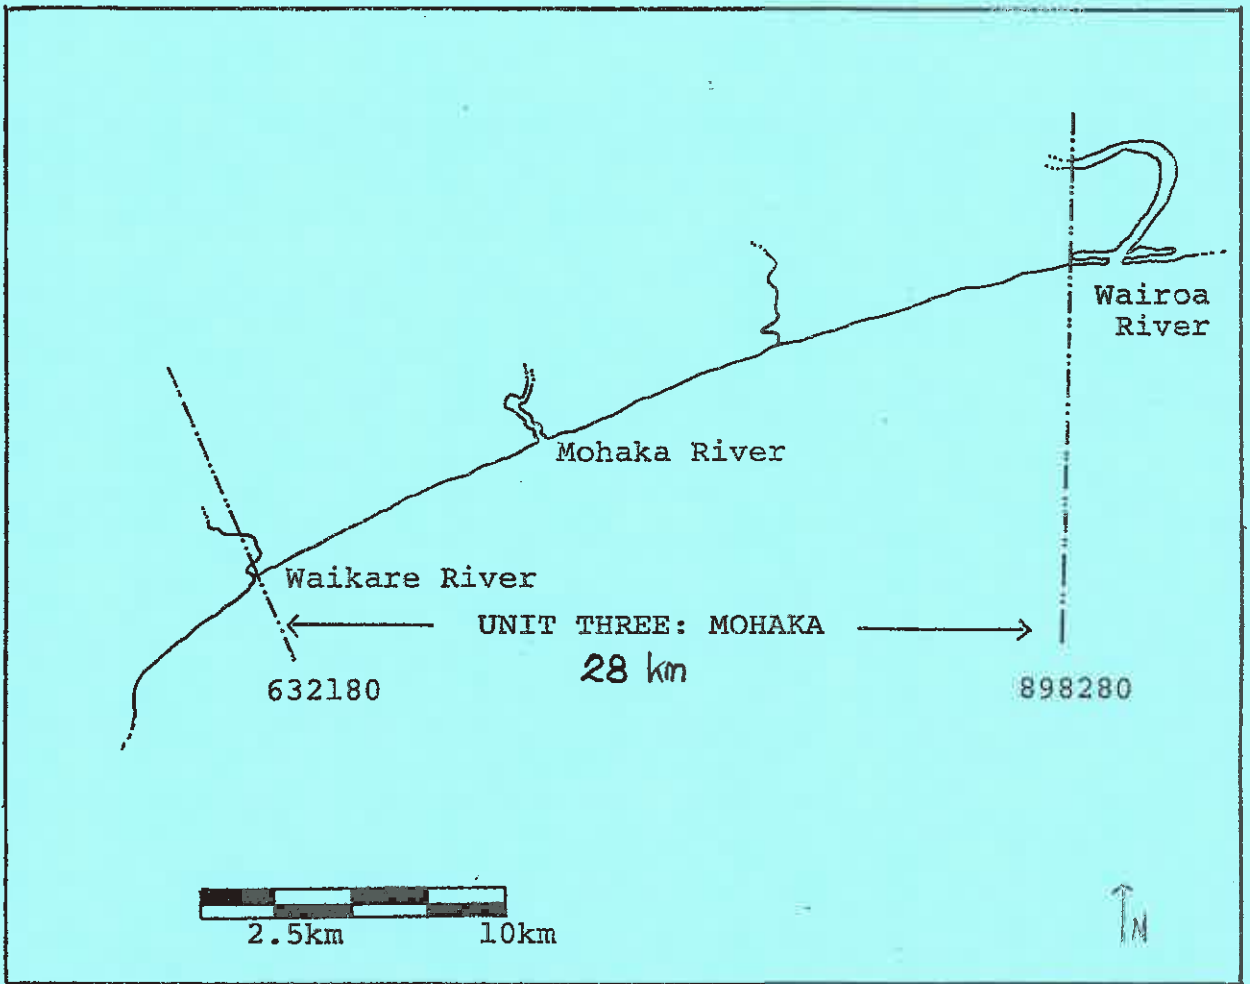 Wairoa
River
Mohaka River
Waikare River
UNIT THREE: MOHAKA
28 km
632180
898280
2.5km
10km
N